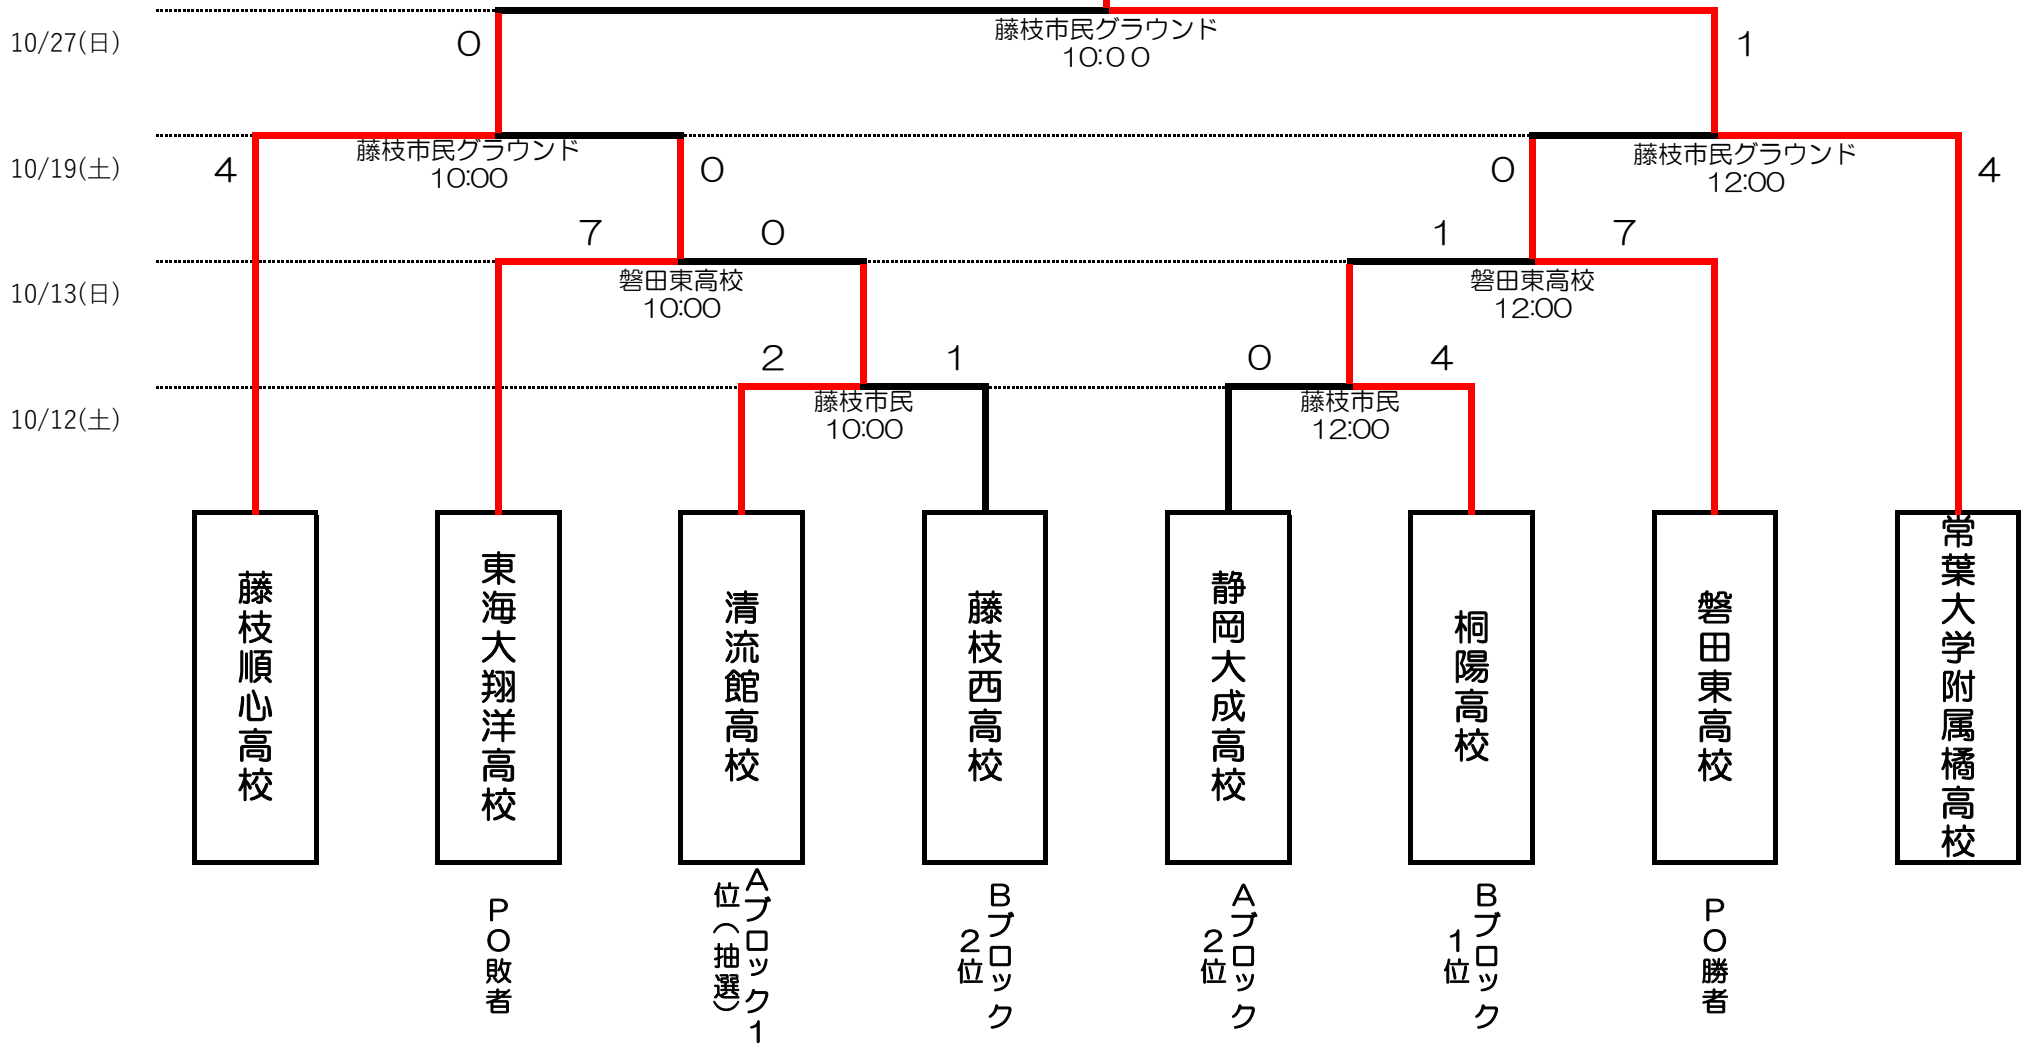 10/27(日)
0
藤枝市民グラウンド
10:00
1
10/19(土)
4
藤枝市民グラウンド
10:00
0
0
藤枝市民グラウンド
12:00
4
10/13(日)
7
0
磐田東高校
10:00
1
7
磐田東高校
12:00
10/12(土)
2
1
藤枝市民
10:00
0
4
藤枝市民
12:00
藤枝順心高校
東海大翔洋高校
清流館高校
藤枝西高校
静岡大成高校
桐陽高校
磐田東高校
常葉大学附属橘高校
PO敗者
Aブロック1
位(抽選)
Bブロック
2位
Aブロック
2位
Bブロック
1位
PO勝者